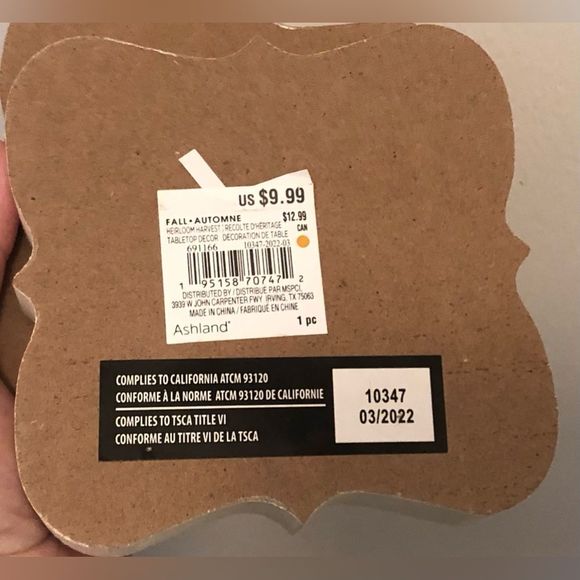 US $9.99
FALL • AUTOMNE $12.99
HEIRLOOM HARVEST / RECOLTE D'HERITAGE CAN
TABLETOP DECOR DECORATION DE TABLE
691166 10347-2022-03
1 95158 70747 2
DISTRIBUTED BY / DISTRIBUÉ PAR MSPCI,
3939 W JOHN CARPENTER FWY. IRVING, TX 75063
MADE IN CHINA / FABRIQUÉ EN CHINE
Ashland® 1 pc
COMPLIES TO CALIFORNIA ATCM 93120
CONFORME À LA NORME ATCM 93120 DE CALIFORNIE
COMPLIES TO TSCA TITLE VI
CONFORME AU TITRE VI DE LA TSCA
10347
03/2022